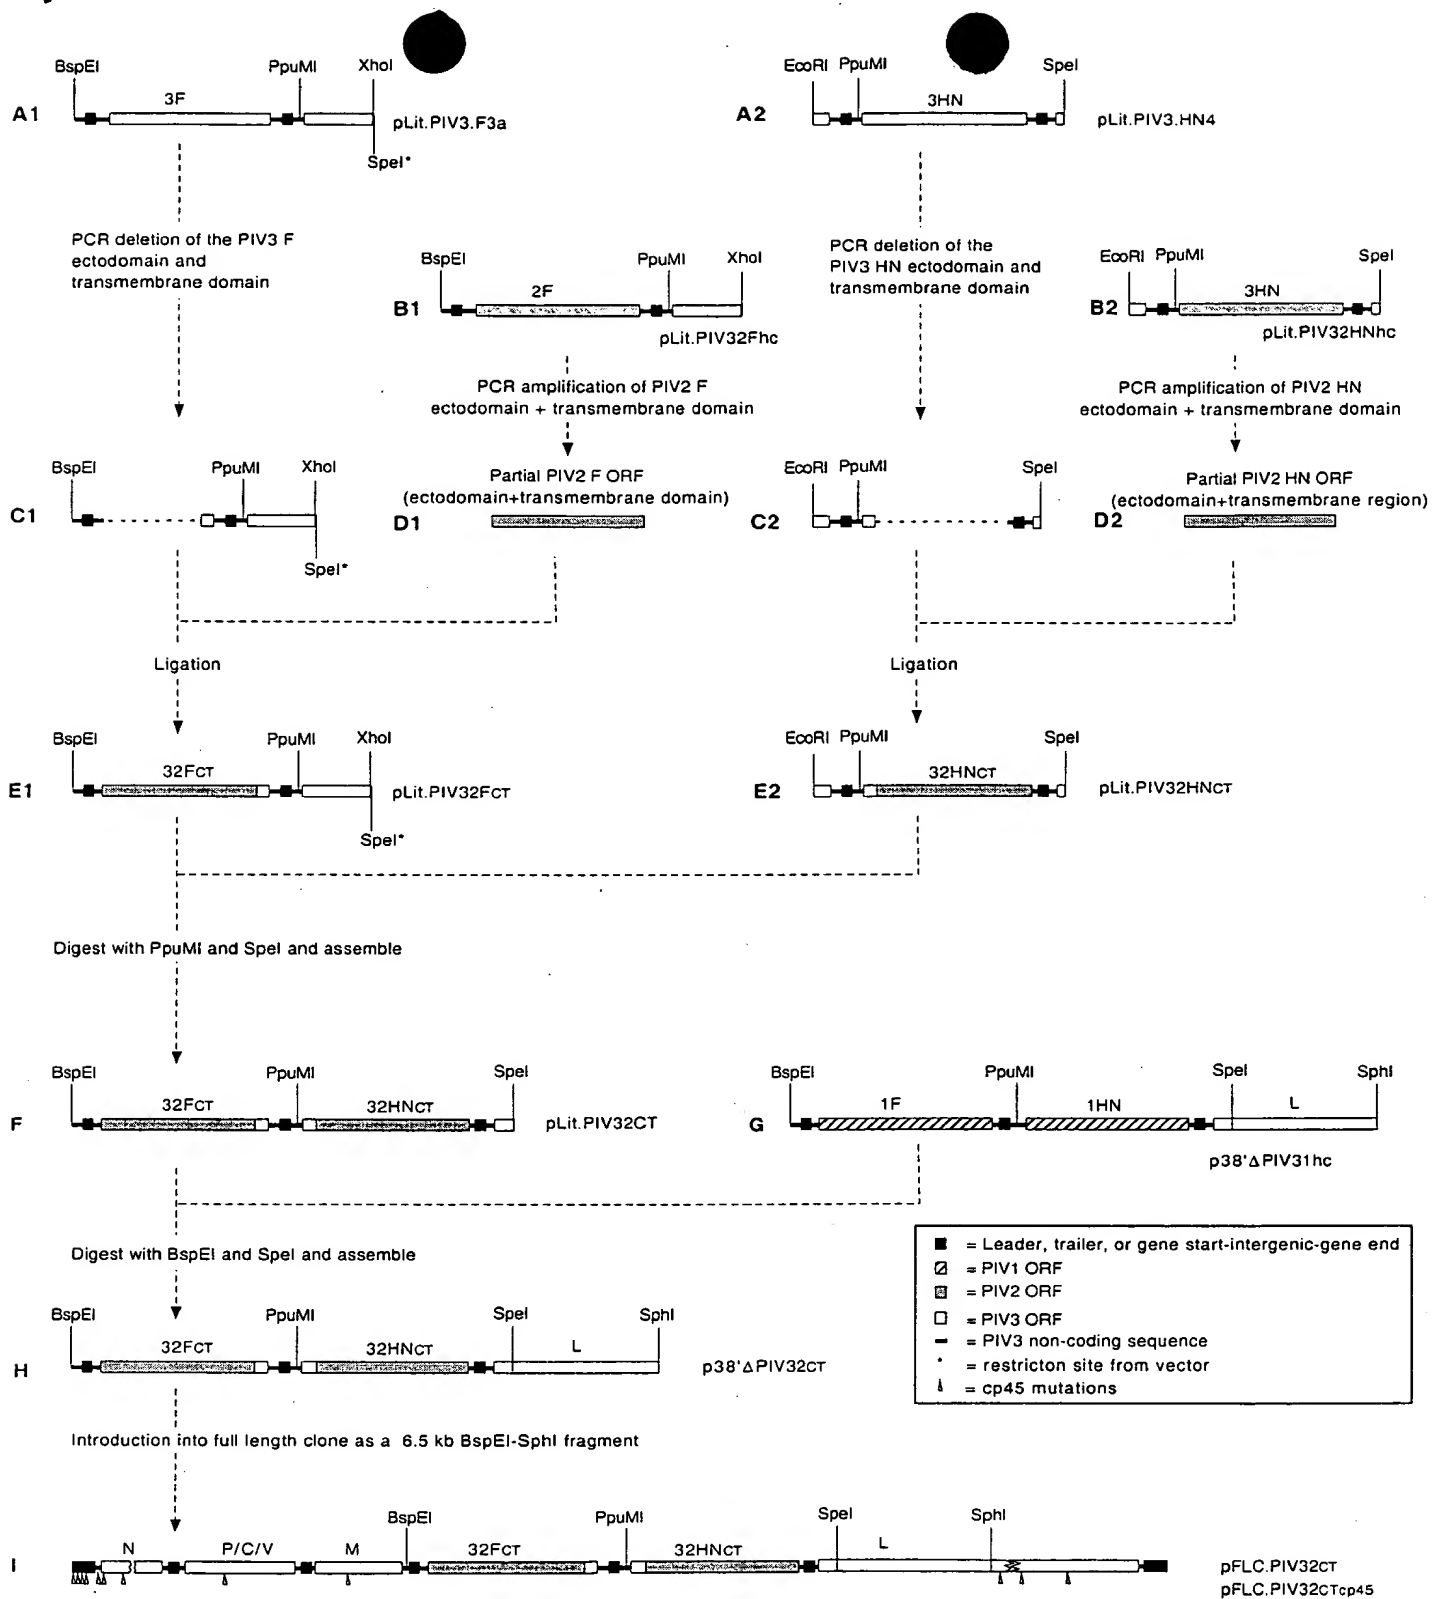 BspEI PpuMI XhoI
A1 3F pLit.PIV3.F3a
SpeI*
EcoRI PpuMI SpeI
A2 3HN pLit.PIV3.HN4
PCR deletion of the PIV3 F
ectodomain and
transmembrane domain
BspEI PpuMI XhoI
B1 2F
pLit.PIV32Fhc
PCR deletion of the
PIV3 HN ectodomain and
transmembrane domain
EcoRI PpuMI SpeI
B2 3HN
pLit.PIV32HNhc
PCR amplification of PIV2 F
ectodomain + transmembrane domain
PCR amplification of PIV2 HN
ectodomain + transmembrane domain
BspEI PpuMI XhoI
C1
SpeI*
Partial PIV2 F ORF
(ectodomain+transmembrane domain)
D1
EcoRI PpuMI SpeI
C2
Partial PIV2 HN ORF
(ectodomain+transmembrane region)
D2
Ligation
Ligation
BspEI PpuMI XhoI
E1 32FCT pLit.PIV32FCT
SpeI*
EcoRI PpuMI SpeI
E2 32HNCT pLit.PIV32HNCT
Digest with PpuMI and SpeI and assemble
BspEI PpuMI SpeI
F 32FCT 32HNCT pLit.PIV32CT
BspEI PpuMI SpeI SphI
G 1F 1HN L
p38'ΔPIV31hc
Digest with BspEI and SpeI and assemble
= Leader, trailer, or gene start-intergenic-gene end
= PIV1 ORF
= PIV2 ORF
= PIV3 ORF
= PIV3 non-coding sequence
* = restricton site from vector
= cp45 mutations
BspEI PpuMI SpeI SphI
H 32FCT 32HNCT L p38'ΔPIV32CT
Introduction into full length clone as a 6.5 kb BspEI-SphI fragment
BspEI PpuMI SpeI SphI
I N P/C/V M 32FCT 32HNCT L pFLC.PIV32CT
pFLC.PIV32CTcp45